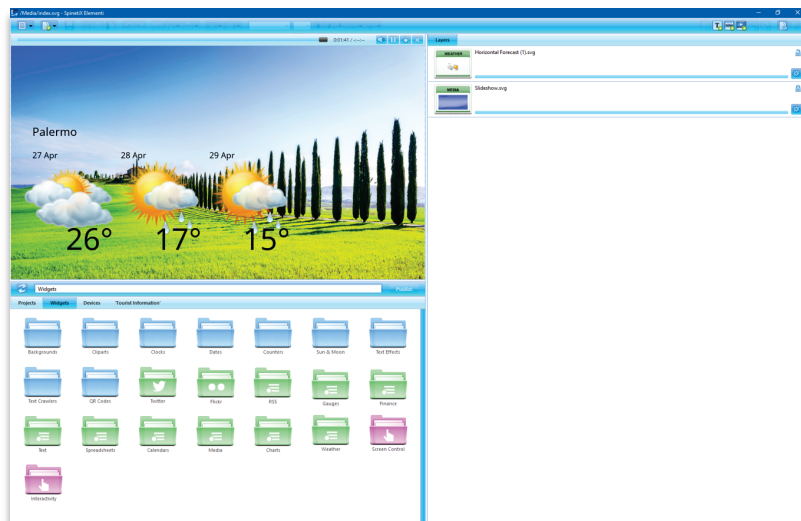 /Media/index.svg - SpinetiX Elementi
0:01:41 / --:--:--
Layers
WEATHER
Horizontal Forecast (1).svg
MEDIA
Slideshow.svg
Palermo
27 Apr 28 Apr 29 Apr
26° 17° 15°
Widgets
Projects Widgets Devices 'Tourist Information'
Backgrounds Cliparts Clocks Dates Counters Sun & Moon Text Effects
Text Crawlers QR Codes Twitter Flickr RSS Gauges Finance
Text Spreadsheets Calendars Media Charts Weather Screen Control
Interactivity